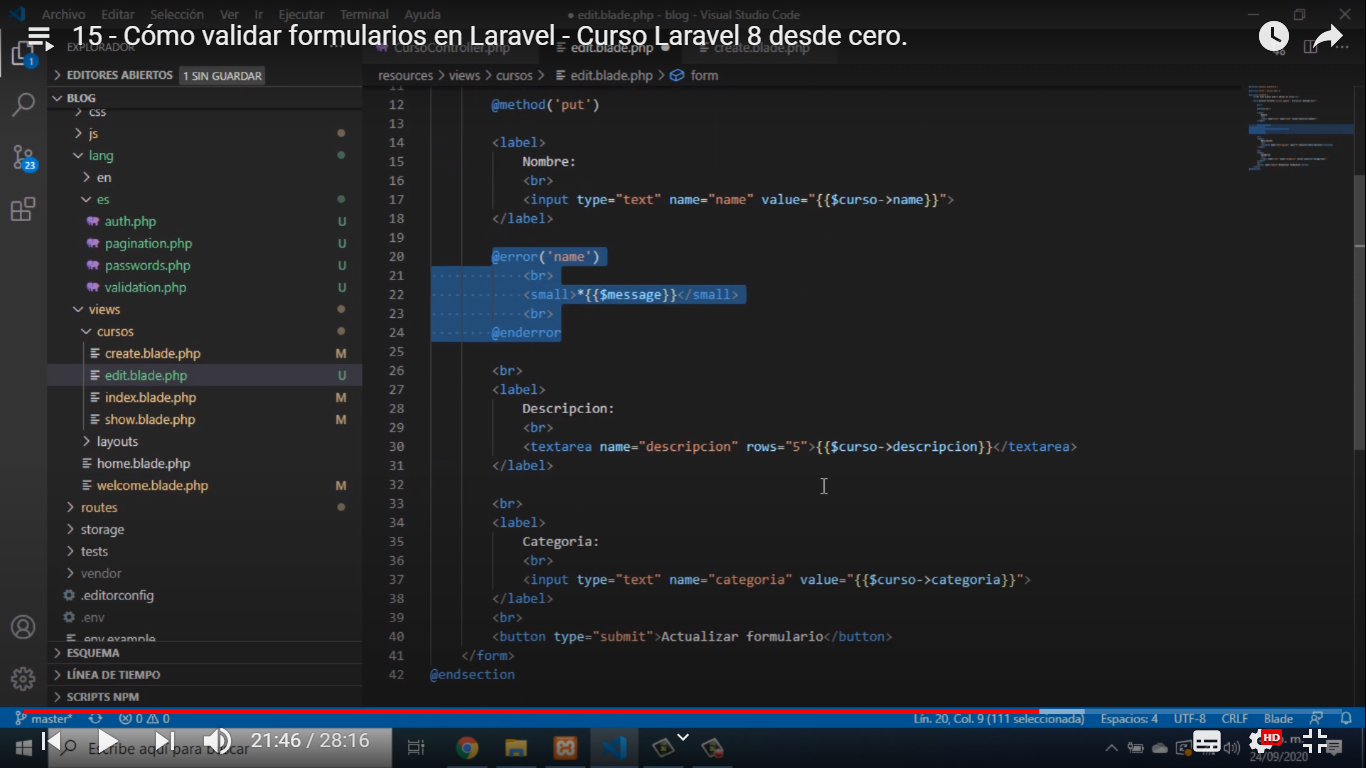 Archivo Editar Selección Ver Ir Ejecutar Terminal Ayuda
edit.blade.php - blog - Visual Studio Code
15 - Cómo validar formularios en Laravel - Curso Laravel 8 desde cero.
EXPLORADOR
CursoController.php edit.blade.php create.blade.php
EDITORES ABIERTOS 1 SIN GUARDAR
resources > views > cursos > edit.blade.php > form
BLOG
css
js
lang
en
es
auth.php U
pagination.php U
passwords.php U
validation.php U
views
cursos
create.blade.php M
edit.blade.php U
index.blade.php M
show.blade.php M
layouts
home.blade.php
welcome.blade.php M
routes
storage
tests
vendor
.editorconfig
.env
.env.example
ESQUEMA
LÍNEA DE TIEMPO
SCRIPTS NPM
1
23
11
12 @method('put')
13
14 <label>
15 Nombre:
16 <br>
17 <input type="text" name="name" value="{{$curso->name}}">
18 </label>
19
20 @error('name')
21 <br>
22 <small>*{{$message}}</small>
23 <br>
24 @enderror
25
26 <br>
27 <label>
28 Descripcion:
29 <br>
30 <textarea name="descripcion" rows="5">{{$curso->descripcion}}</textarea>
31 </label>
32
33 <br>
34 <label>
35 Categoria:
36 <br>
37 <input type="text" name="categoria" value="{{$curso->categoria}}">
38 </label>
39 <br>
40 <button type="submit">Actualizar formulario</button>
41 </form>
42 @endsection
master* 0 0 Lín. 20, Col. 9 (111 seleccionada) Espacios: 4 UTF-8 CRLF Blade
Escribe aquí para buscar
21:46 / 28:16
HD
24/09/2020